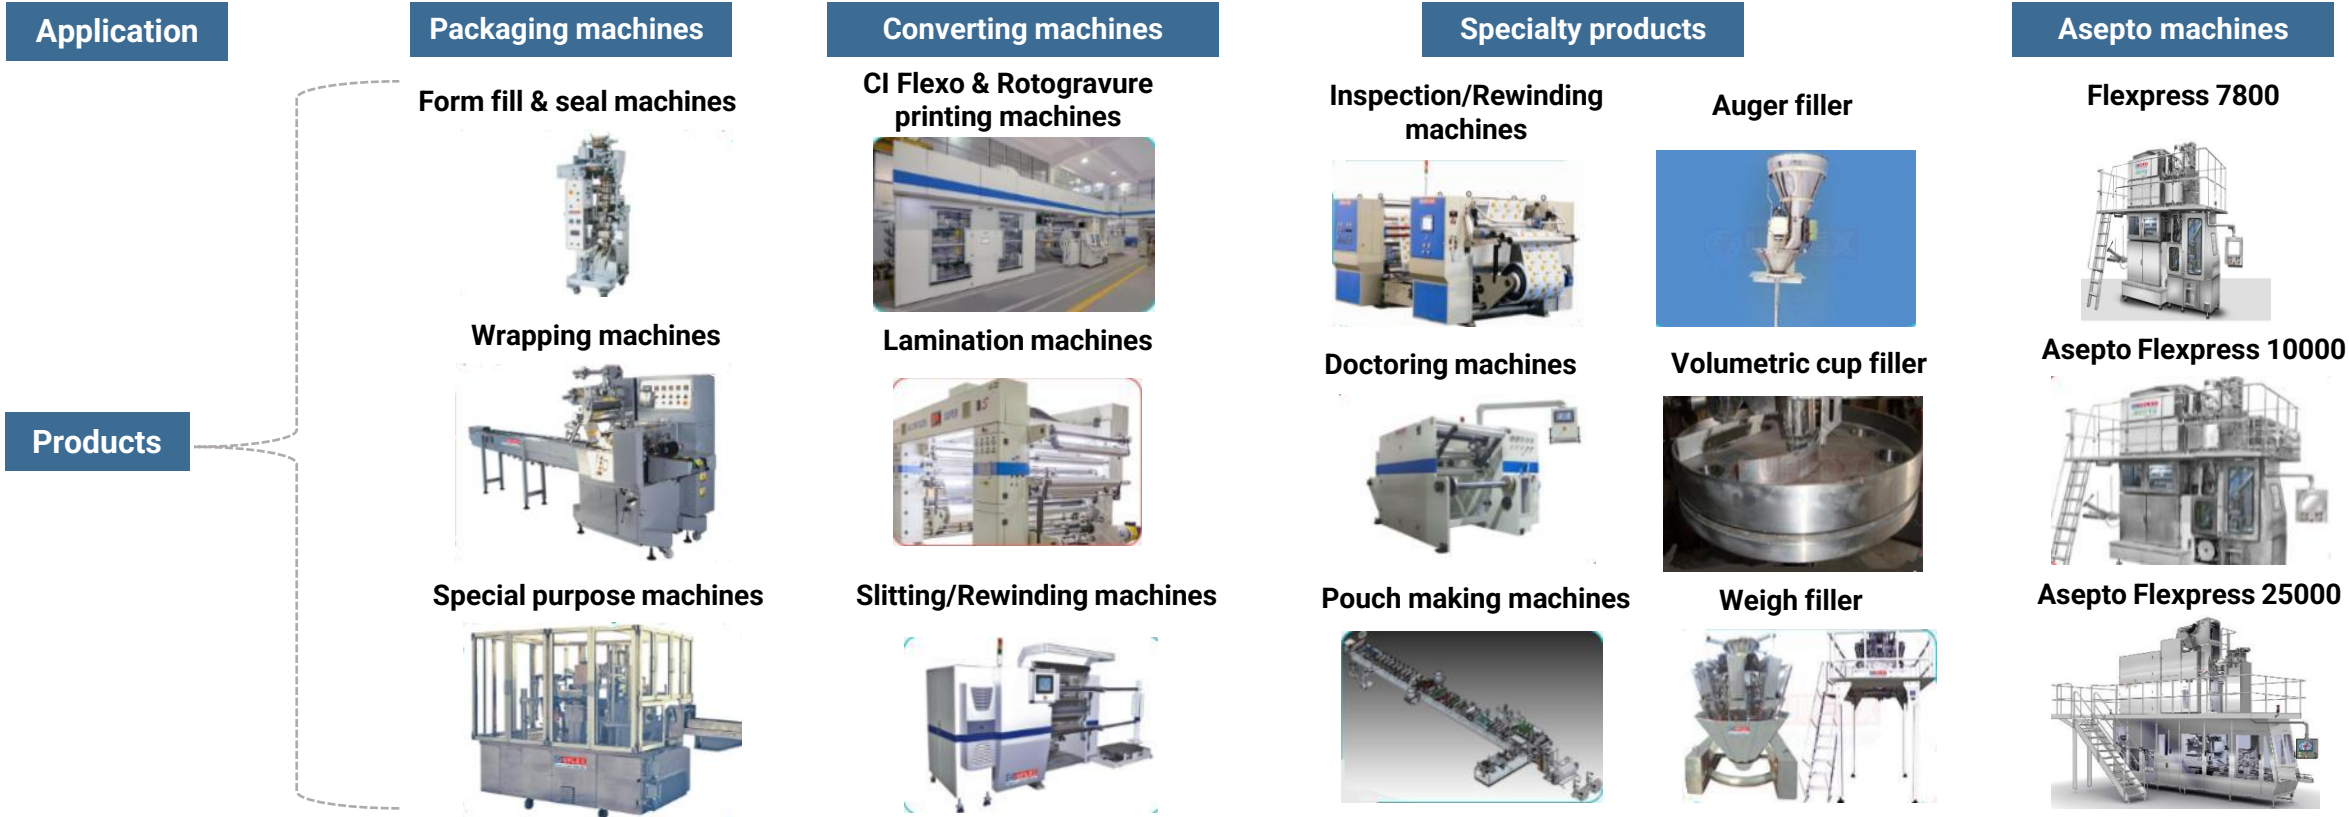 Application
Packaging machines
Converting machines
Specialty products
Asepto machines
Products
Form fill & seal machines
Wrapping machines
Special purpose machines
CI Flexo & Rotogravure
printing machines
Lamination machines
Slitting/Rewinding machines
Inspection/Rewinding
machines
Doctoring machines
Pouch making machines
Auger filler
Volumetric cup filler
Weigh filler
Flexpress 7800
Asepto Flexpress 10000
Asepto Flexpress 25000